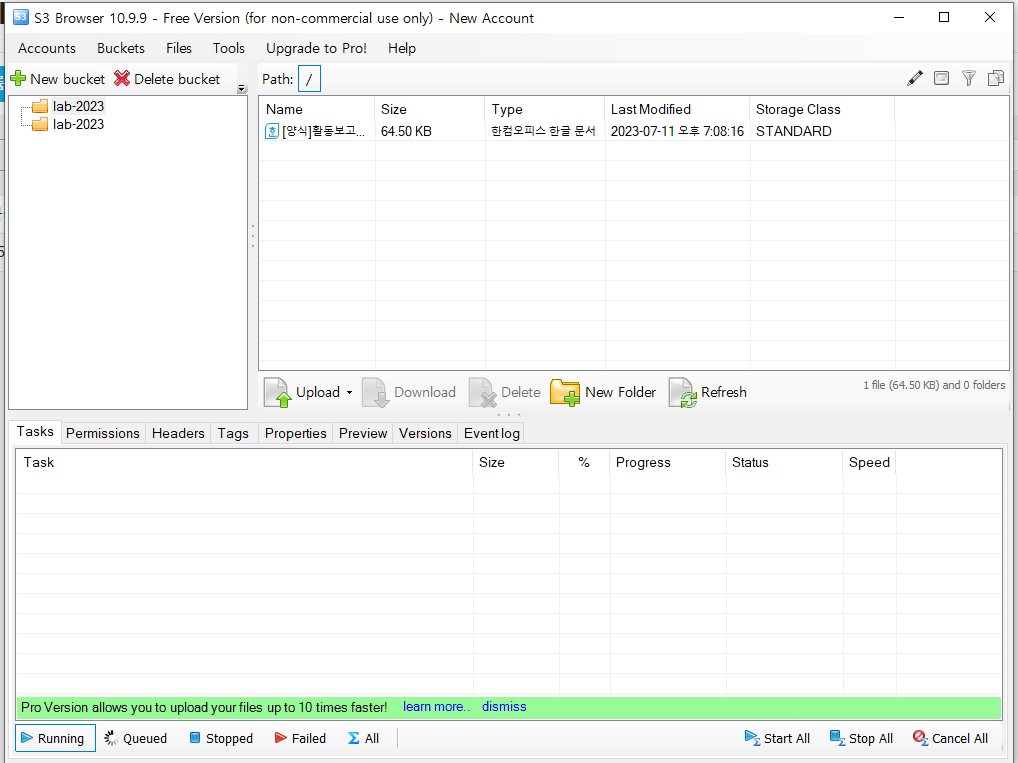 S3 S3 Browser 10.9.9 - Free Version (for non-commercial use only) - New Account
Accounts Buckets Files Tools Upgrade to Pro! Help
New bucket Delete bucket Path: /
lab-2023
lab-2023
Name Size Type Last Modified Storage Class
[양식]활동보고... 64.50 KB 한컴오피스 한글 문서 2023-07-11 오후 7:08:16 STANDARD
Upload Download Delete New Folder Refresh 1 file (64.50 KB) and 0 folders
Tasks Permissions Headers Tags Properties Preview Versions Event log
Task Size % Progress Status Speed
Pro Version allows you to upload your files up to 10 times faster! learn more.. dismiss
Running Queued Stopped Failed All Start All Stop All Cancel All